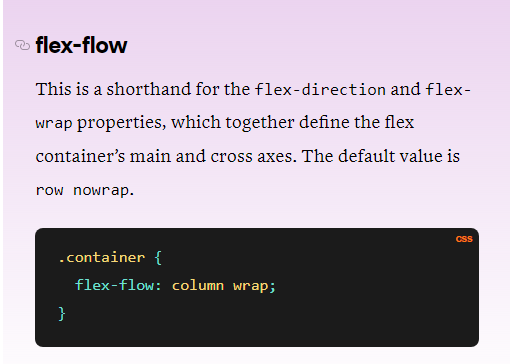 flex-flow
This is a shorthand for the flex-direction and flex-
wrap properties, which together define the flex
container’s main and cross axes. The default value is
row nowrap.
CSS
.container {
  flex-flow: column wrap;
}